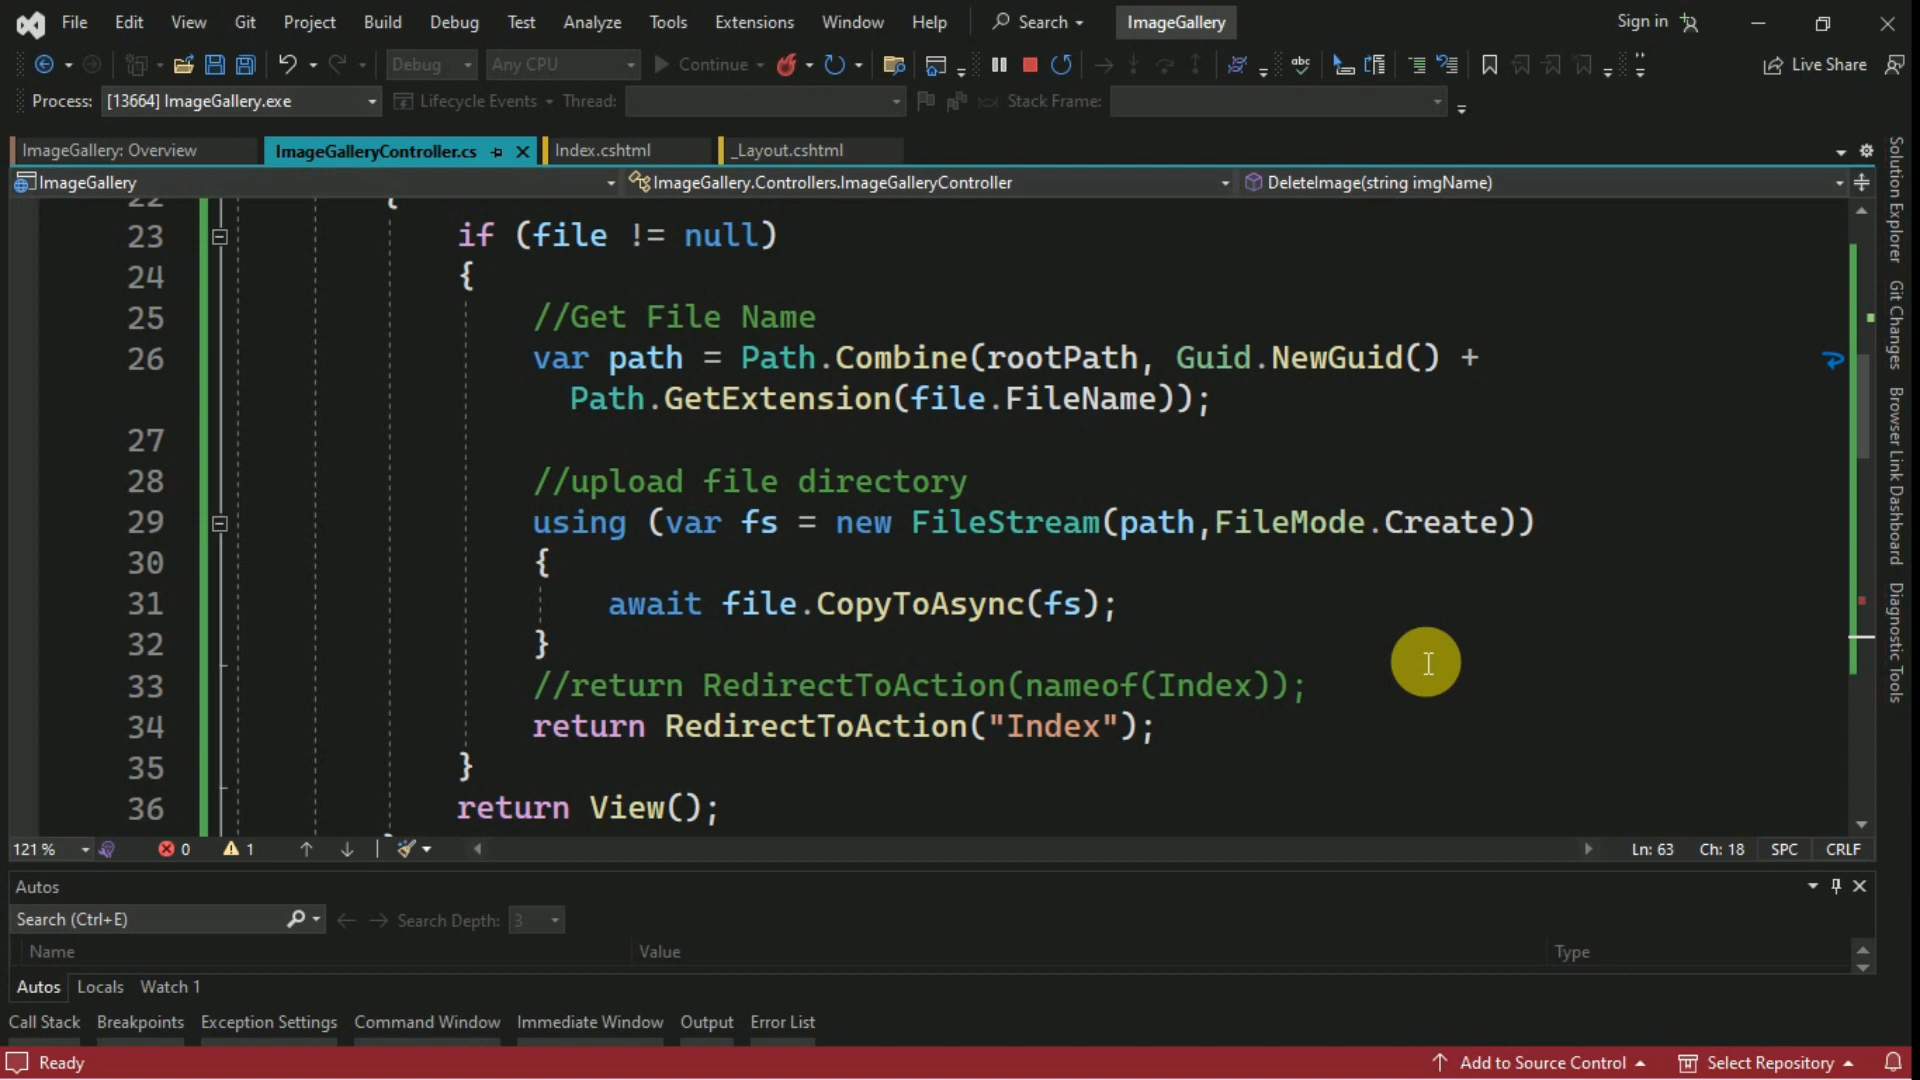 File Edit View Git Project Build Debug Test Analyze Tools Extensions Window Help Search ImageGallery Sign in
Debug Any CPU Continue Live Share
Process: [13664] ImageGallery.exe Lifecycle Events Thread: Stack Frame:
ImageGallery: Overview ImageGalleryController.cs Index.cshtml _Layout.cshtml
ImageGallery ImageGallery.Controllers.ImageGalleryController DeleteImage(string imgName)
22 {
23 if (file != null)
24 {
25 //Get File Name
26 var path = Path.Combine(rootPath, Guid.NewGuid() +
Path.GetExtension(file.FileName));
27
28 //upload file directory
29 using (var fs = new FileStream(path,FileMode.Create))
30 {
31 await file.CopyToAsync(fs);
32 }
33 //return RedirectToAction(nameof(Index));
34 return RedirectToAction("Index");
35 }
36 return View();
121 % 0 1 Ln: 63 Ch: 18 SPC CRLF
Autos
Search (Ctrl+E) Search Depth: 3
Name Value Type
Autos Locals Watch 1
Call Stack Breakpoints Exception Settings Command Window Immediate Window Output Error List
Ready Add to Source Control Select Repository
Solution Explorer
Git Changes
Browser Link Dashboard
Diagnostic Tools